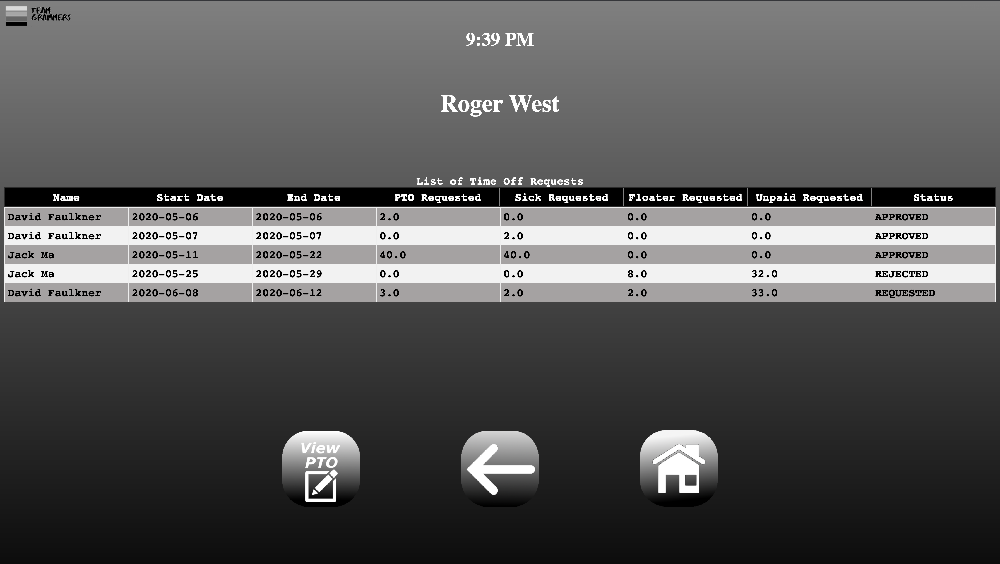 TEAM
GRAMMERS
9:39 PM
Roger West
List of Time Off Requests
Name Start Date End Date PTO Requested Sick Requested Floater Requested Unpaid Requested Status
David Faulkner 2020-05-06 2020-05-06 2.0 0.0 0.0 0.0 APPROVED
David Faulkner 2020-05-07 2020-05-07 0.0 2.0 0.0 0.0 APPROVED
Jack Ma 2020-05-11 2020-05-22 40.0 40.0 0.0 0.0 APPROVED
Jack Ma 2020-05-25 2020-05-29 0.0 0.0 8.0 32.0 REJECTED
David Faulkner 2020-06-08 2020-06-12 3.0 2.0 2.0 33.0 REQUESTED
View
PTO